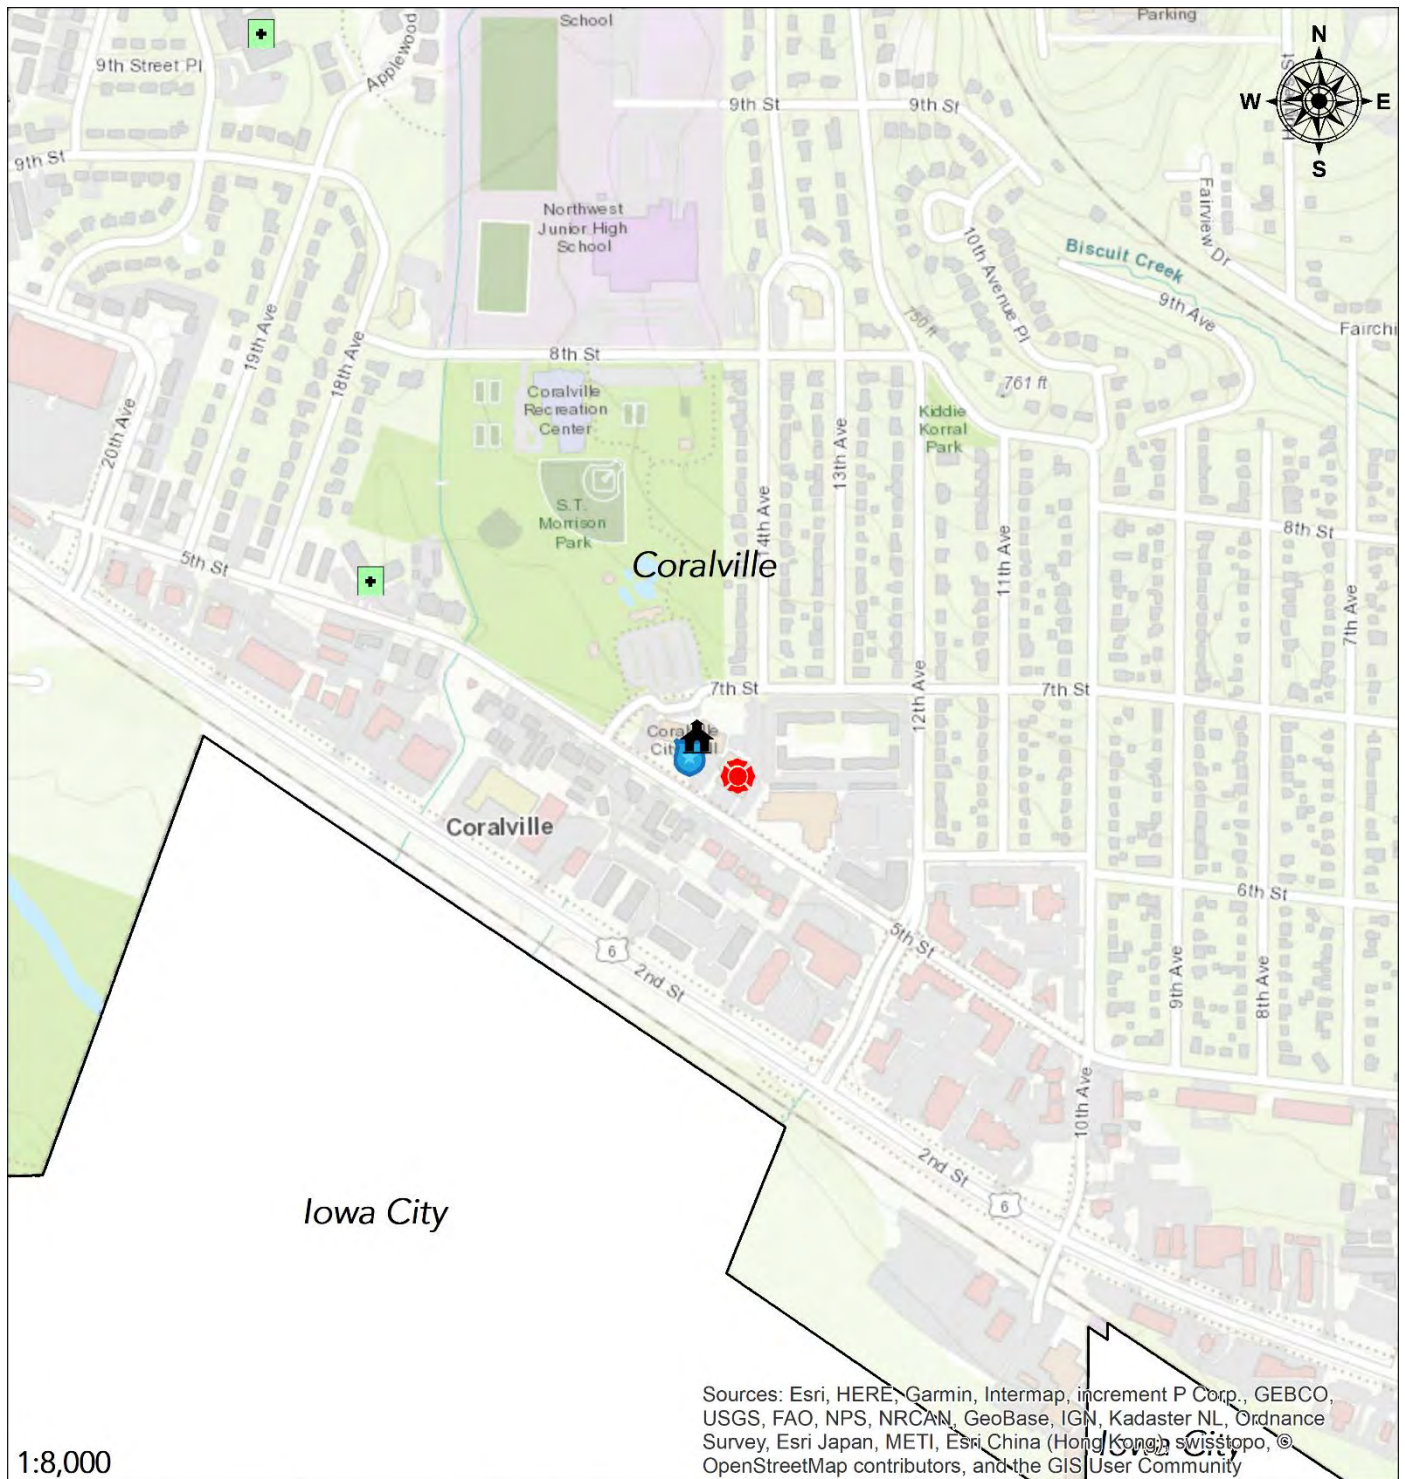 School
Parking
N
W
E
S
Applewood
9th Street Pl
9th St
9th St
9th St
Fairview Dr
Northwest
Junior High
School
10th Avenue Pl
Biscuit Creek
9th Ave
750 ft
Fairchi
19th Ave
18th Ave
8th St
761 ft
Coralville
Recreation
Center
Kiddie
Korral
Park
20th Ave
13th Ave
14th Ave
S.T.
Morrison
Park
8th St
11th Ave
Coralville
5th St
7th Ave
7th St
7th St
12th Ave
Coralville
6th St
5th St
6
2nd St
9th Ave
8th Ave
10th Ave
2nd St
6
Iowa City
Iowa City
Sources: Esri, HERE, Garmin, Intermap, increment P Corp., GEBCO,
USGS, FAO, NPS, NRCAN, GeoBase, IGN, Kadaster NL, Ordnance
Survey, Esri Japan, METI, Esri China (Hong Kong), swisstopo, ©
OpenStreetMap contributors, and the GIS User Community
1:8,000